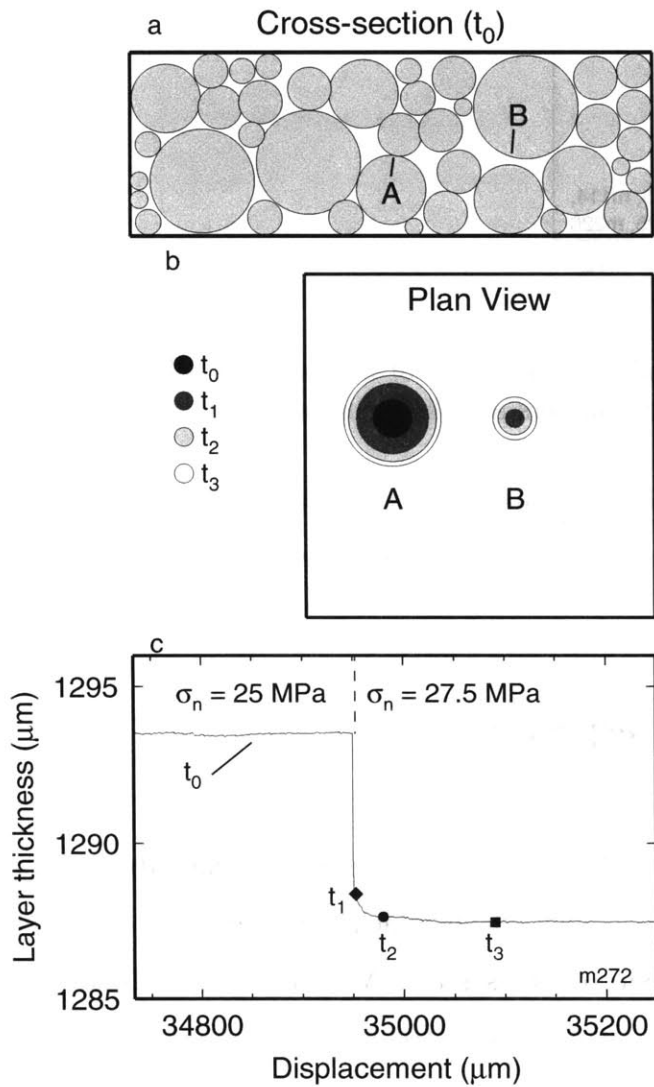 a
Cross-section (t₀)
B
A
b
Plan View
t₀
t₁
t₂
t₃
A
B
c
1295
σₙ = 25 MPa
σₙ = 27.5 MPa
t₀
1290
Layer thickness (μm)
t₁
t₂
t₃
m272
1285
34800
35000
35200
Displacement (μm)